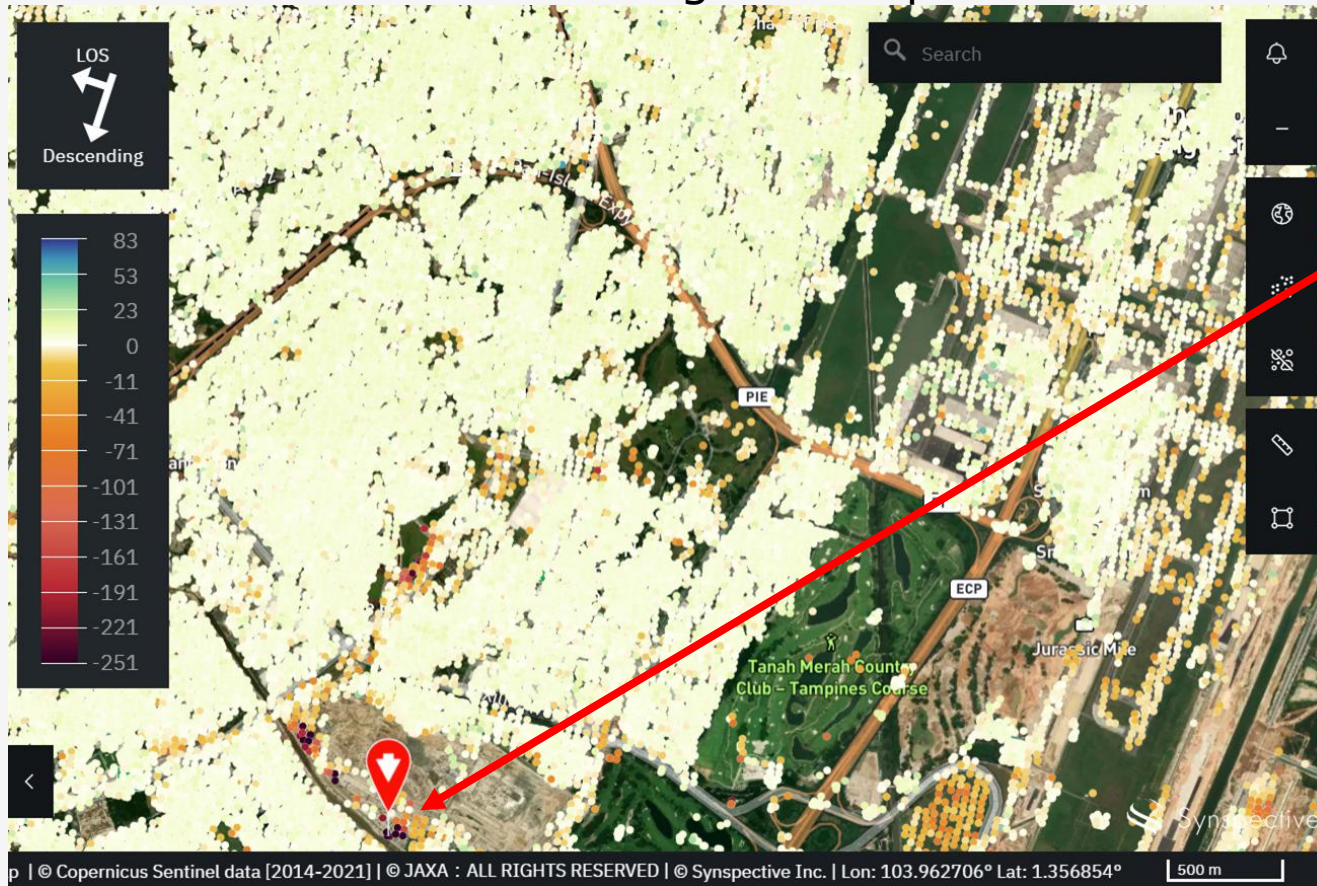 LOS
Descending
Search
83
53
23
0
-11
-41
-71
-101
-131
-161
-191
-221
-251
Expy
PIE
ECP
Jurassic Mile
Tanah Merah Country
Club - Tampines Course
Synspective
p | © Copernicus Sentinel data [2014-2021] | © JAXA : ALL RIGHTS RESERVED | © Synspective Inc. | Lon: 103.962706° Lat: 1.356854°
500 m